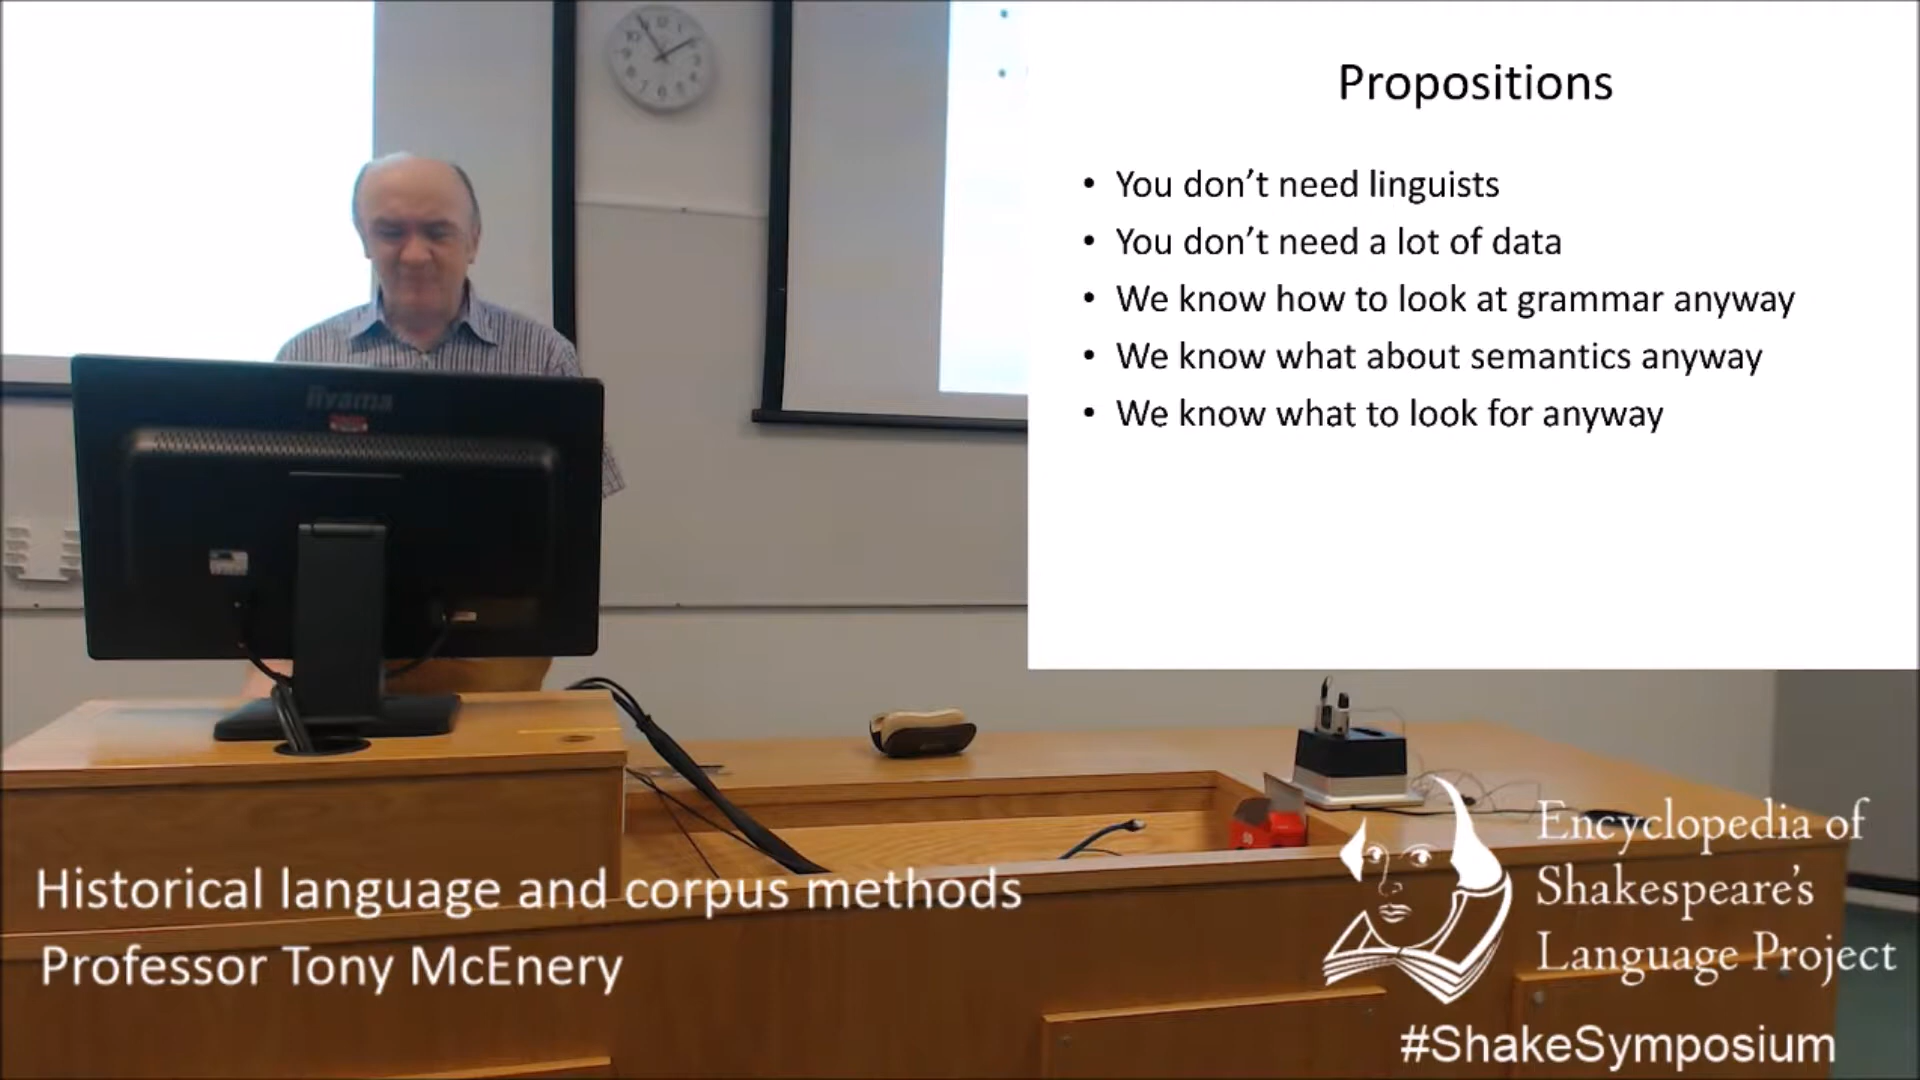 Propositions
• You don’t need linguists
• You don’t need a lot of data
• We know how to look at grammar anyway
• We know what about semantics anyway
• We know what to look for anyway
iiyama
Historical language and corpus methods
Professor Tony McEnery
Encyclopedia of
Shakespeare’s
Language Project
#ShakeSymposium